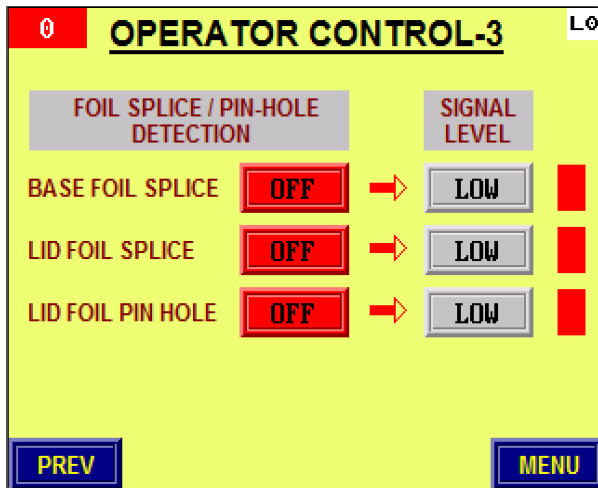 0
OPERATOR CONTROL-3
L0
FOIL SPLICE / PIN-HOLE
DETECTION
SIGNAL
LEVEL
BASE FOIL SPLICE OFF LOW
LID FOIL SPLICE OFF LOW
LID FOIL PIN HOLE OFF LOW
PREV
MENU